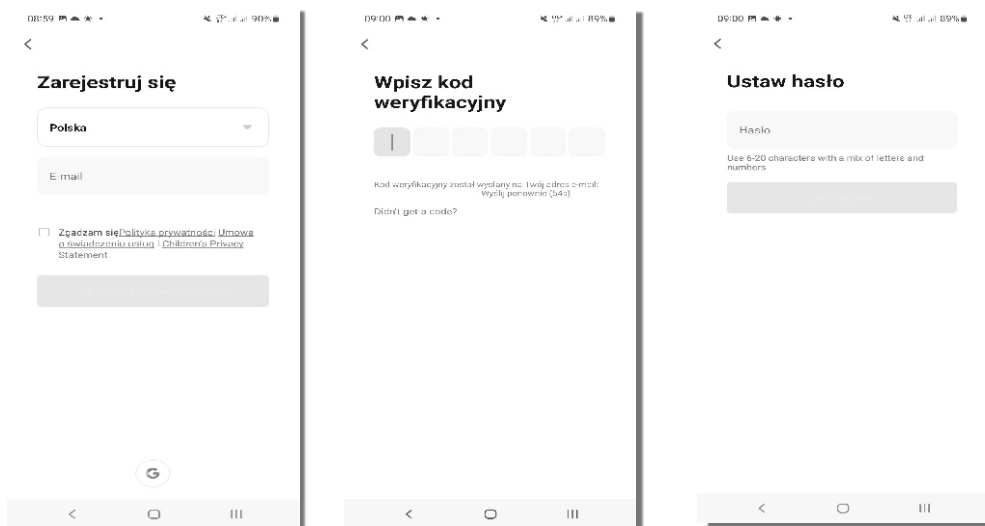 08:59
90%
Zarejestruj się
Polska
E-mail
Zgadzam sięPolityka prywatności Umowa
o świadczeniu usług i Children's Privacy
Statement
G
09:00
89%
Wpisz kod
weryfikacyjny
Kod weryfikacyjny został wysłany na Twój adres e-mail:
Wyślij ponownie (54s)
Didn't get a code?
09:00
89%
Ustaw hasło
Hasło
Use 6-20 characters with a mix of letters and
numbers